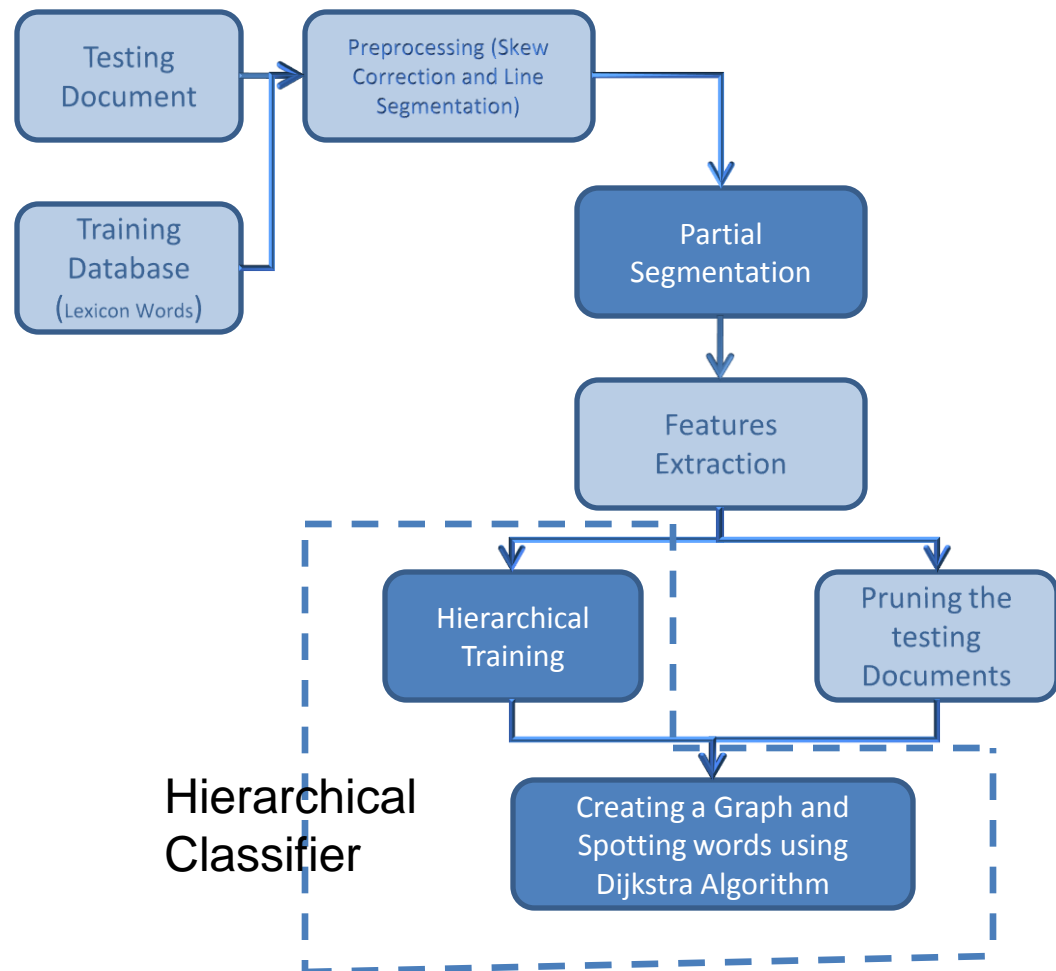 Testing
Document
Preprocessing (Skew
Correction and Line
Segmentation)
Training
Database
(Lexicon Words)
Partial
Segmentation
Features
Extraction
Hierarchical
Training
Pruning the
testing
Documents
Hierarchical
Classifier
Creating a Graph and
Spotting words using
Dijkstra Algorithm